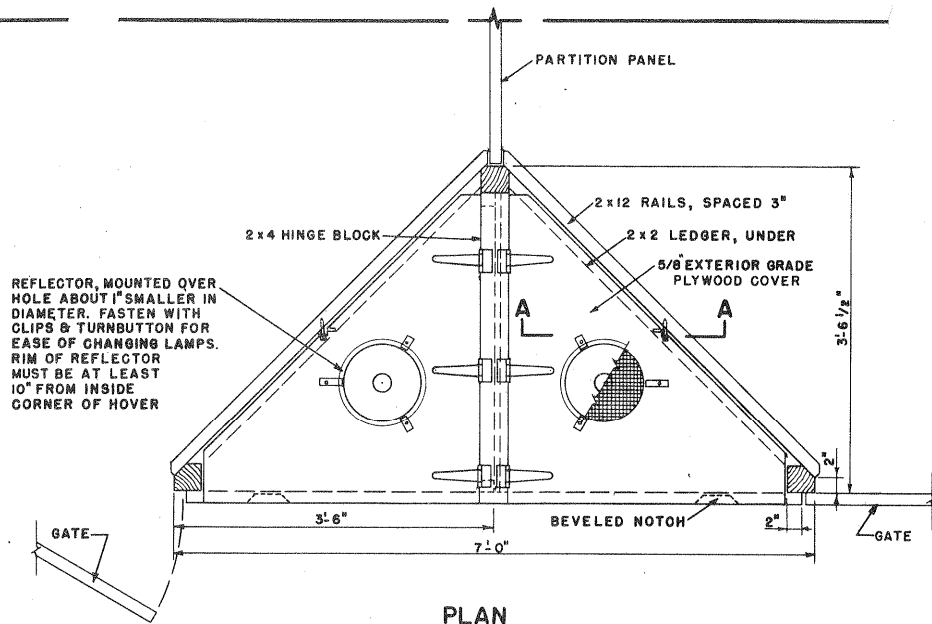 PARTITION PANEL
2x12 RAILS, SPACED 3"
2x4 HINGE BLOCK
2x2 LEDGER, UNDER
5/8" EXTERIOR GRADE
PLYWOOD COVER
REFLECTOR, MOUNTED OVER
HOLE ABOUT 1" SMALLER IN
DIAMETER. FASTEN WITH
CLIPS & TURNBUTTON FOR
EASE OF CHANGING LAMPS.
RIM OF REFLECTOR
MUST BE AT LEAST
10" FROM INSIDE
CORNER OF HOVER
A
A
3'-6 1/2"
2"
3'-6"
BEVELED NOTCH
2"
GATE
7'-0"
GATE
PLAN